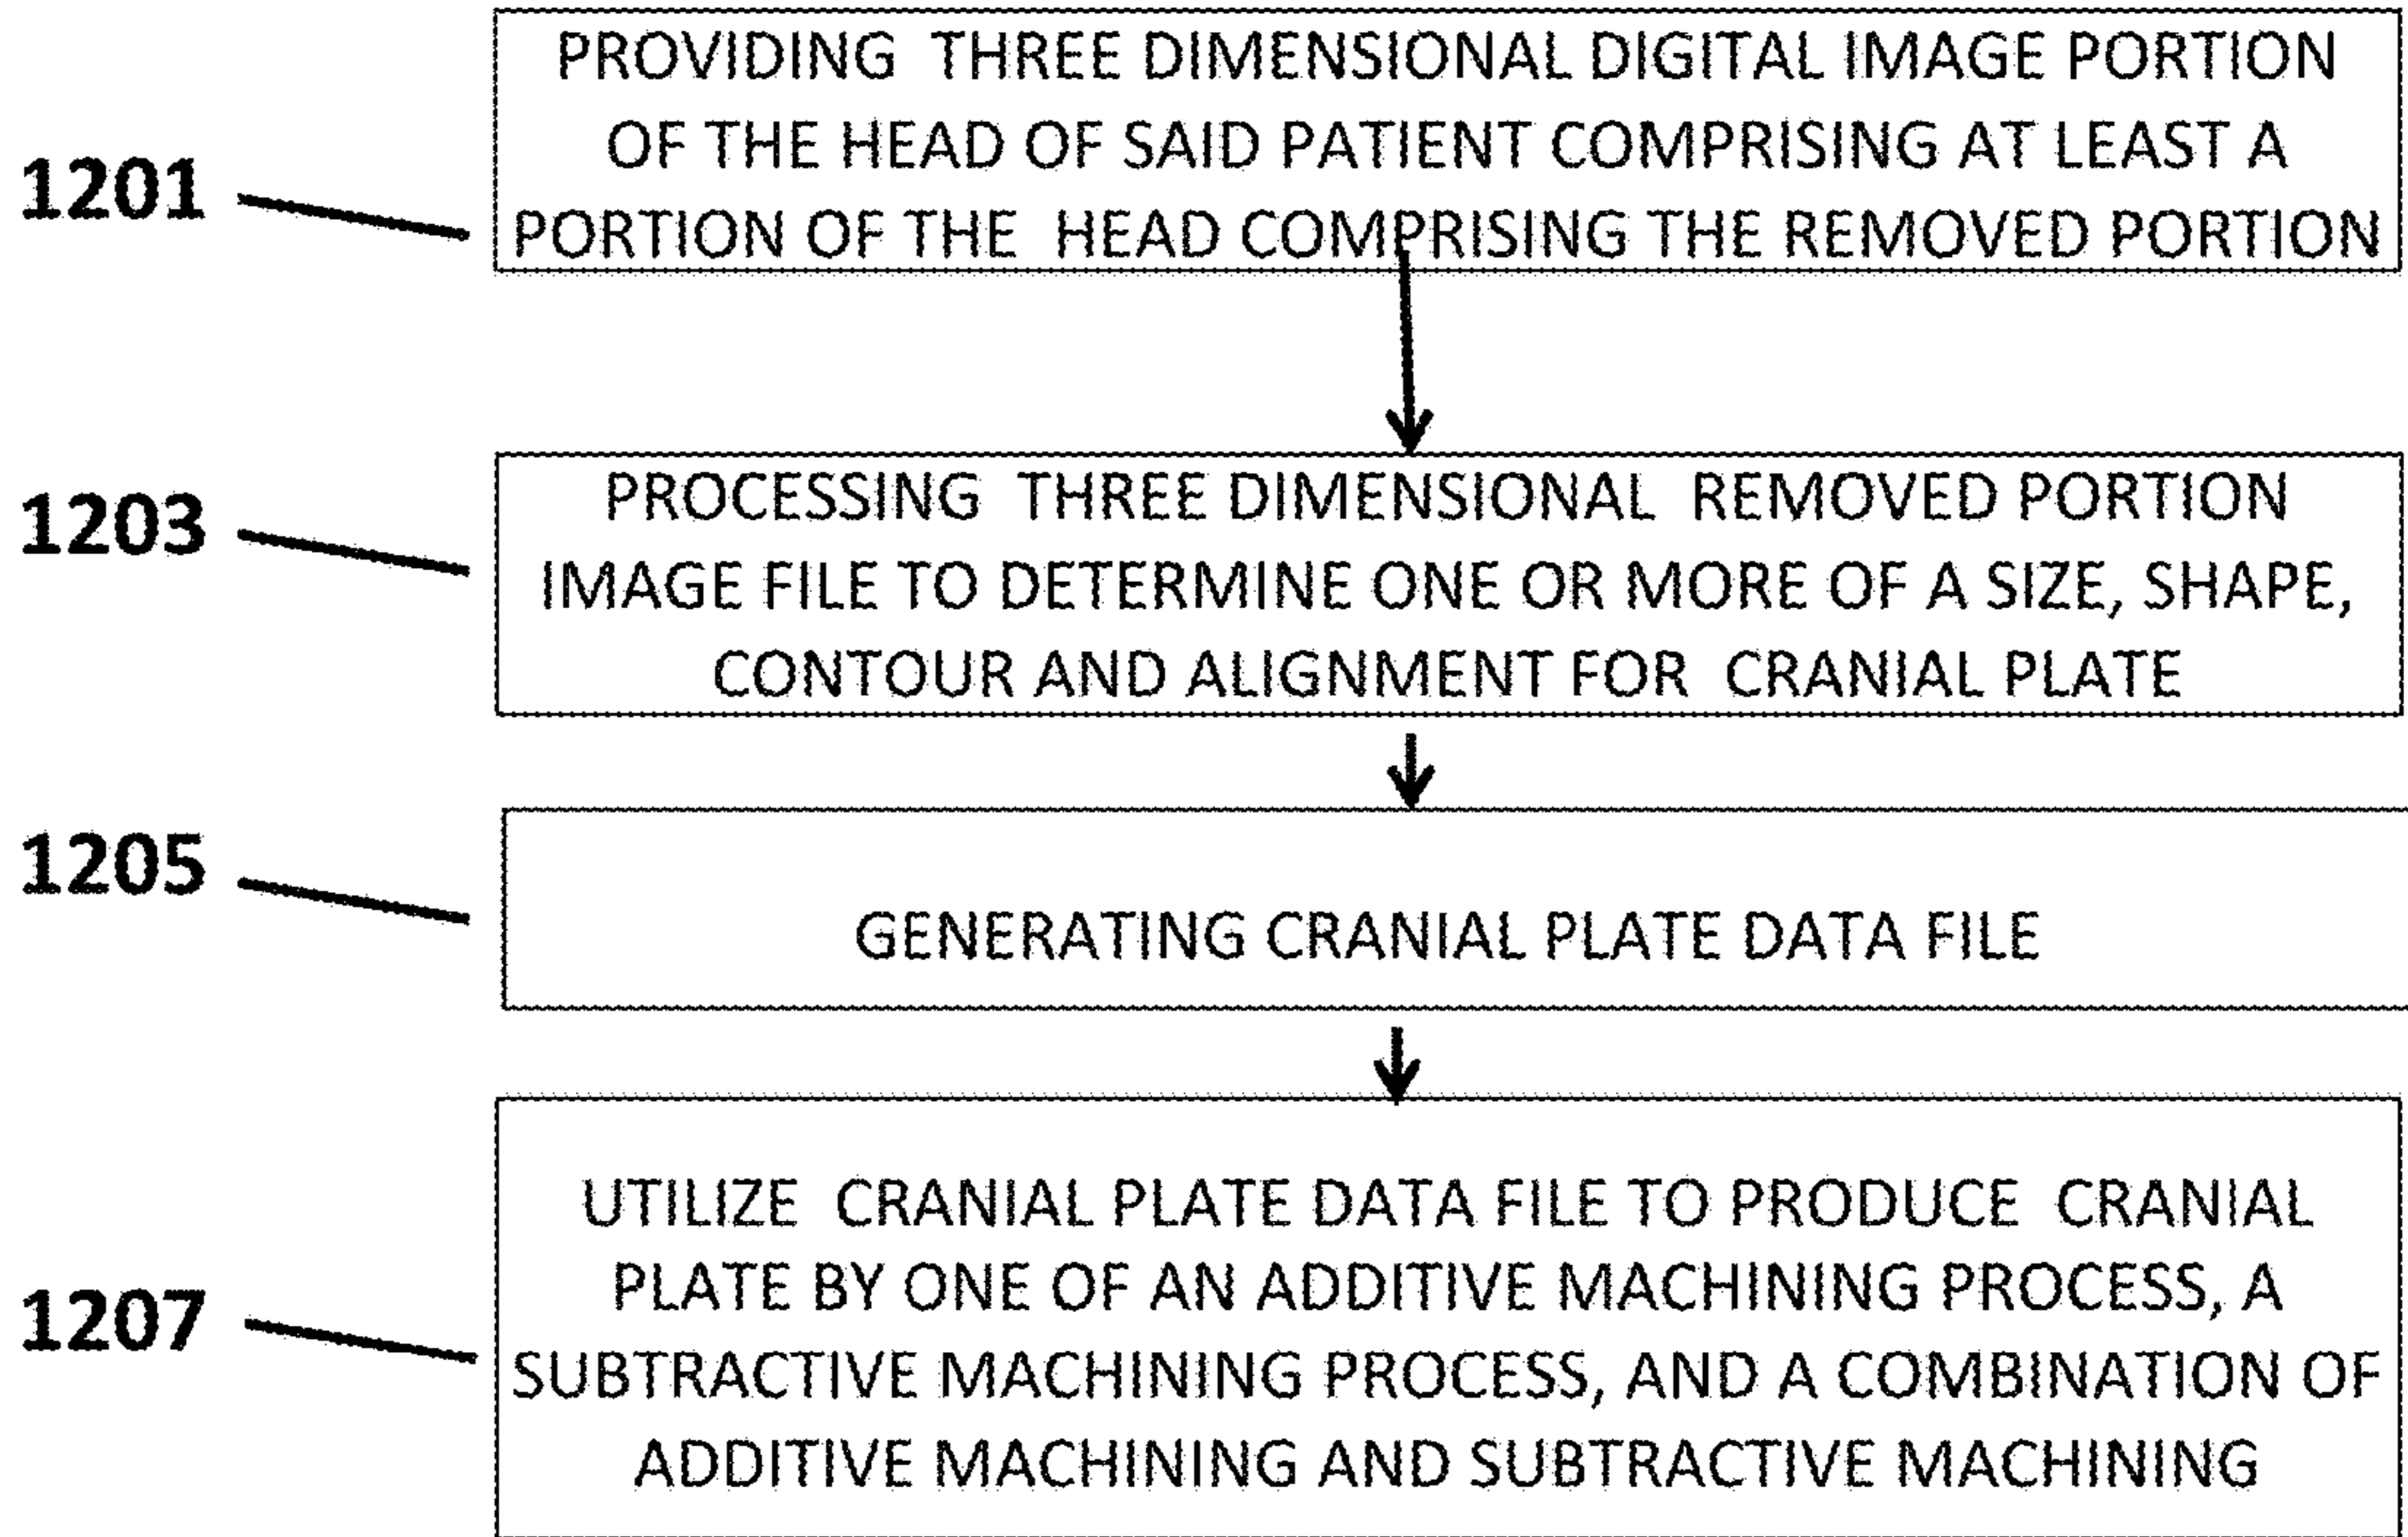 PROVIDING THREE DIMENSIONAL DIGITAL IMAGE PORTION
OF THE HEAD OF SAID PATIENT COMPRISING AT LEAST A
1201
PORTION OF THE HEAD COMPRISING THE REMOVED PORTION
PROCESSING THREE DIMENSIONAL REMOVED PORTION
1203
IMAGE FILE TO DETERMINE ONE OR MORE OF A SIZE, SHAPE,
CONTOUR AND ALIGNMENT FOR CRANIAL PLATE
1205
GENERATING CRANIAL PLATE DATA FILE
UTILIZE CRANIAL PLATE DATA FILE TO PRODUCE CRANIAL
PLATE BY ONE OF AN ADDITIVE MACHINING PROCESS, A
1207
SUBTRACTIVE MACHINING PROCESS, AND A COMBINATION OF
ADDITIVE MACHINING AND SUBTRACTIVE MACHINING